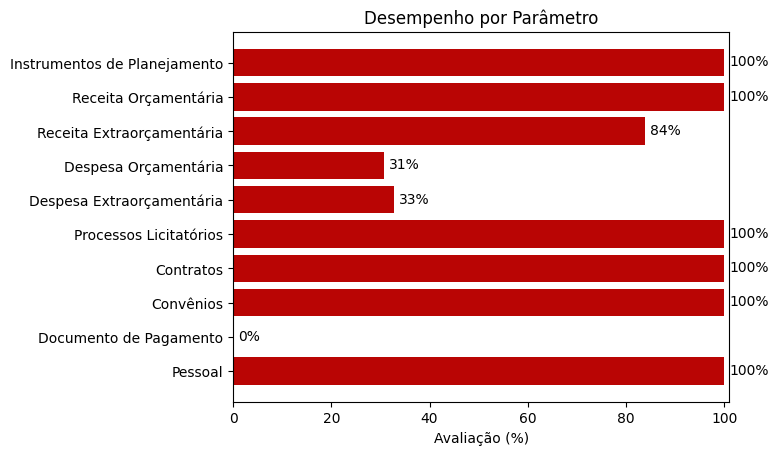 Desempenho por Parâmetro
Instrumentos de Planejamento 100%
Receita Orçamentária 100%
Receita Extraorçamentária 84%
Despesa Orçamentária 31%
Despesa Extraorçamentária 33%
Processos Licitatórios 100%
Contratos 100%
Convênios 100%
Documento de Pagamento 0%
Pessoal 100%
0 20 40 60 80 100
Avaliação (%)